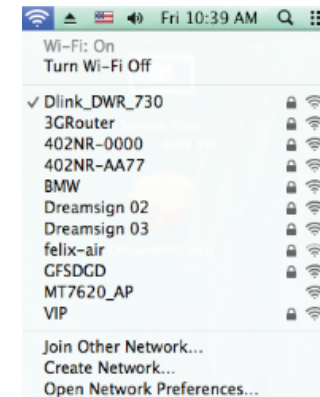 Fri 10:39 AM
Wi-Fi: On
Turn Wi-Fi Off
✓ Dlink_DWR_730
3GRouter
402NR-0000
402NR-AA77
BMW
Dreamsign 02
Dreamsign 03
felix-air
GFSDGD
MT7620_AP
VIP
Join Other Network...
Create Network...
Open Network Preferences...